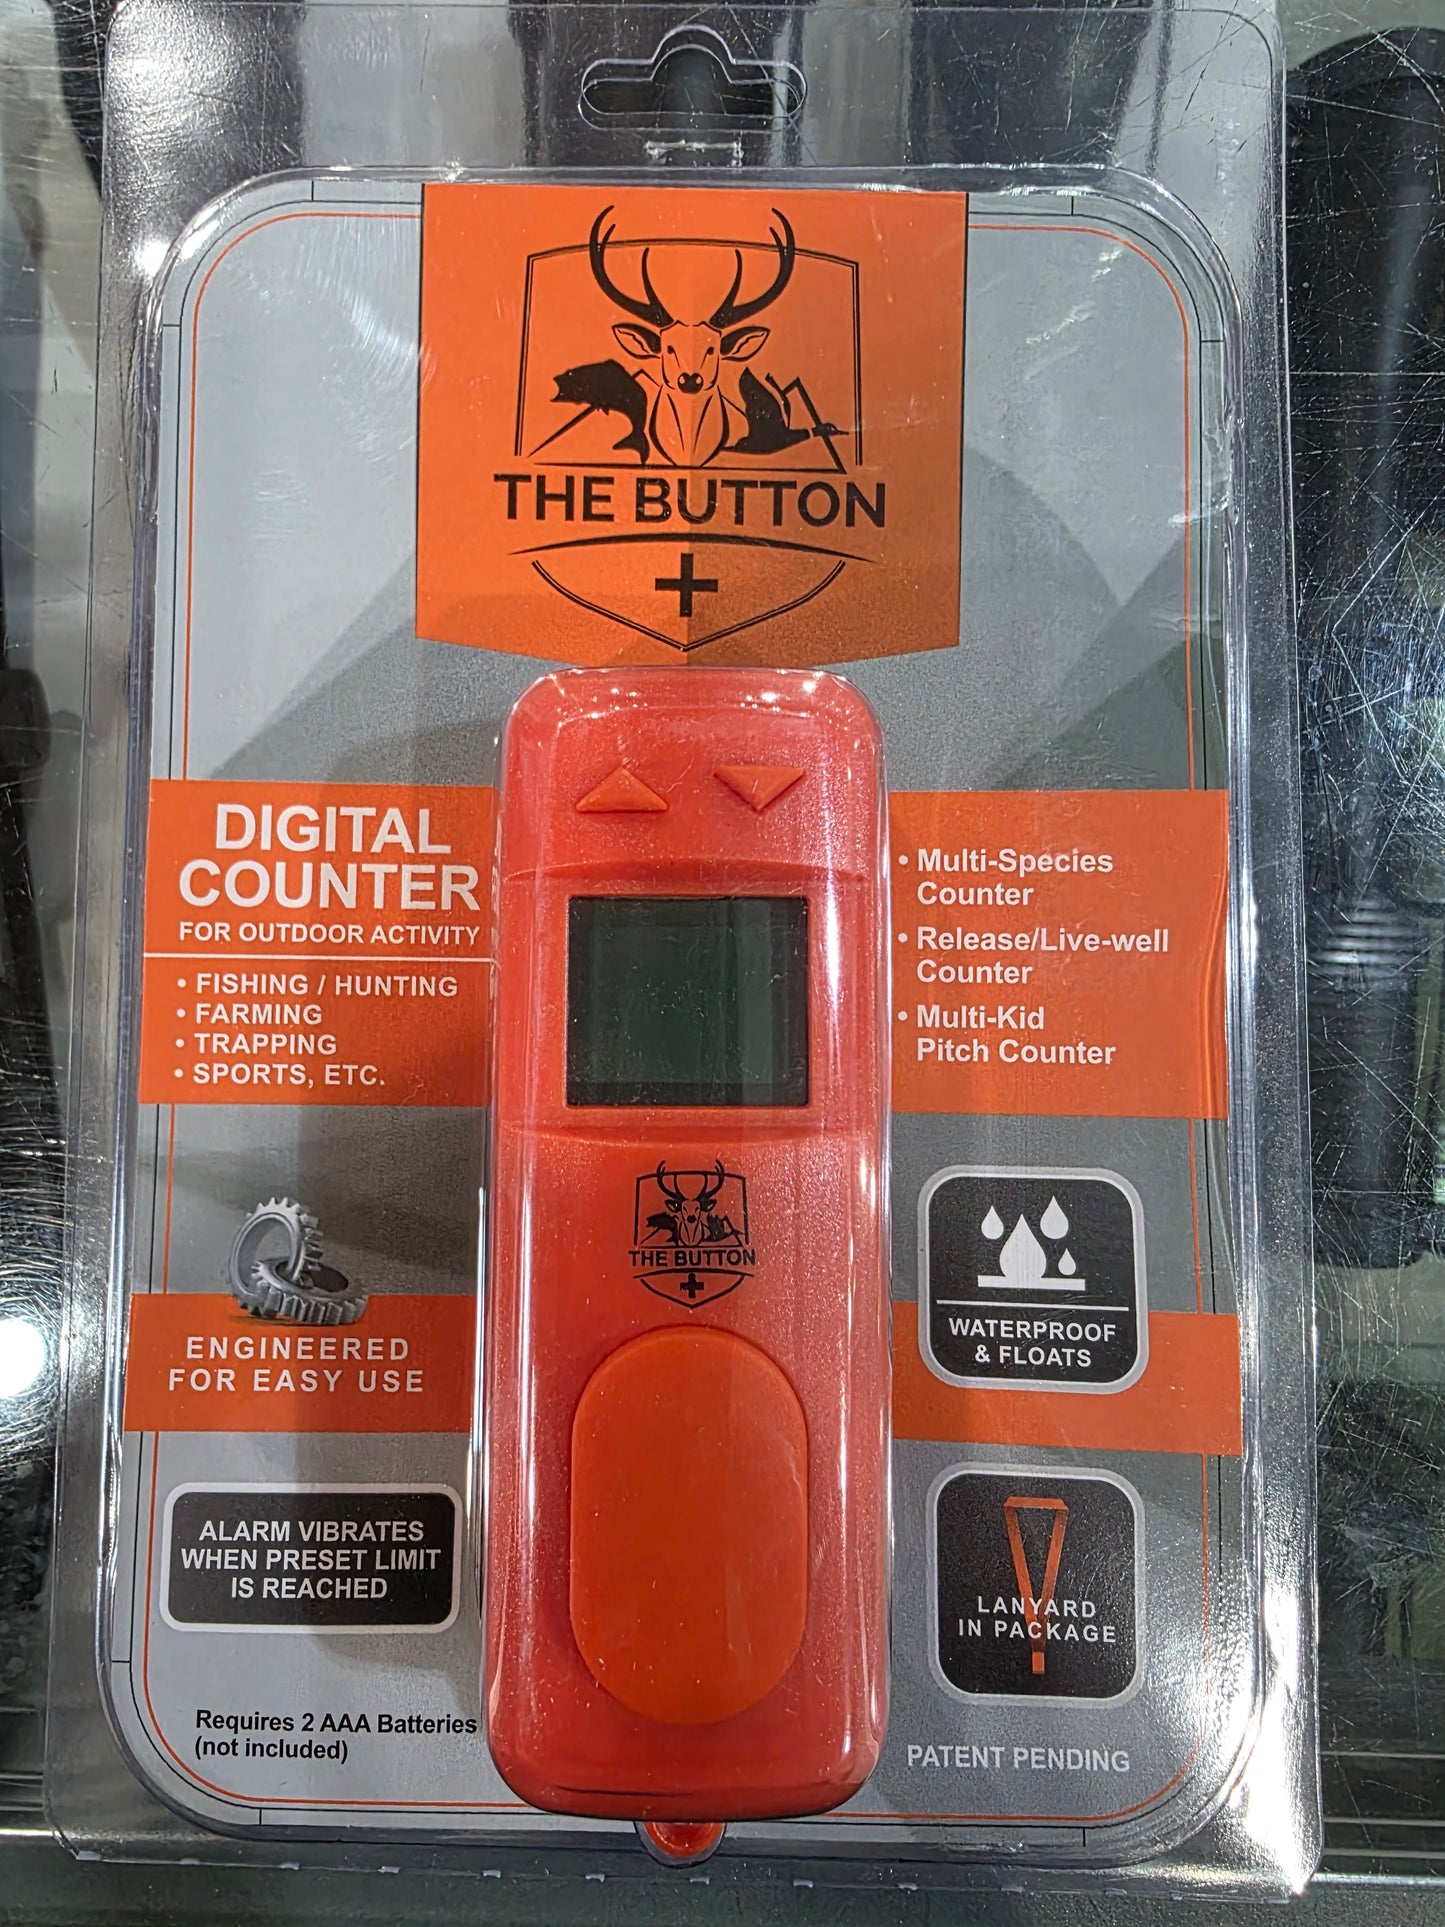 THE BUTTON
+
DIGITAL
COUNTER
FOR OUTDOOR ACTIVITY
• FISHING / HUNTING
• FARMING
• TRAPPING
• SPORTS, ETC.
• Multi-Species
Counter
• Release/Live-well
Counter
• Multi-Kid
Pitch Counter
THE BUTTON
+
WATERPROOF
& FLOATS
ENGINEERED
FOR EASY USE
ALARM VIBRATES
WHEN PRESET LIMIT
IS REACHED
LANYARD
IN PACKAGE
Requires 2 AAA Batteries
(not included)
PATENT PENDING